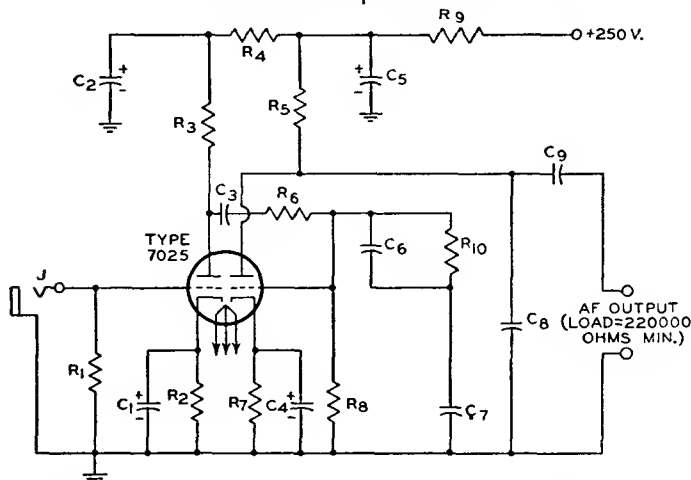 R9
+250 V.
R4
C2
+
-
R3
R5
+
-
C5
C9
C3
R6
TYPE
7025
C6
R10
J
AF OUTPUT
(LOAD=220000
OHMS MIN.)
C8
R1
C1
+
-
R2
R7
C4
+
-
R8
C7